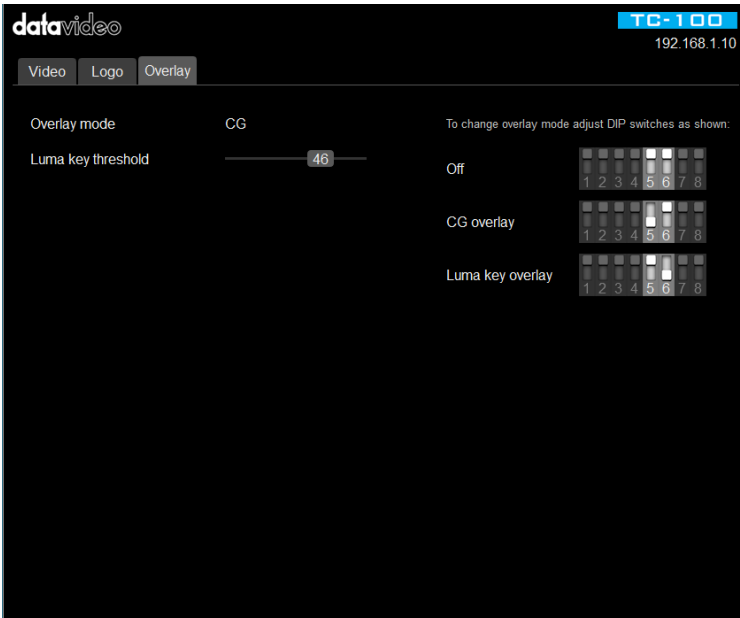 datavideo
TC-100
192.168.1.10
Video Logo Overlay
Overlay mode CG
Luma key threshold 46
To change overlay mode adjust DIP switches as shown:
Off
1 2 3 4 5 6 7 8
CG overlay
1 2 3 4 5 6 7 8
Luma key overlay
1 2 3 4 5 6 7 8